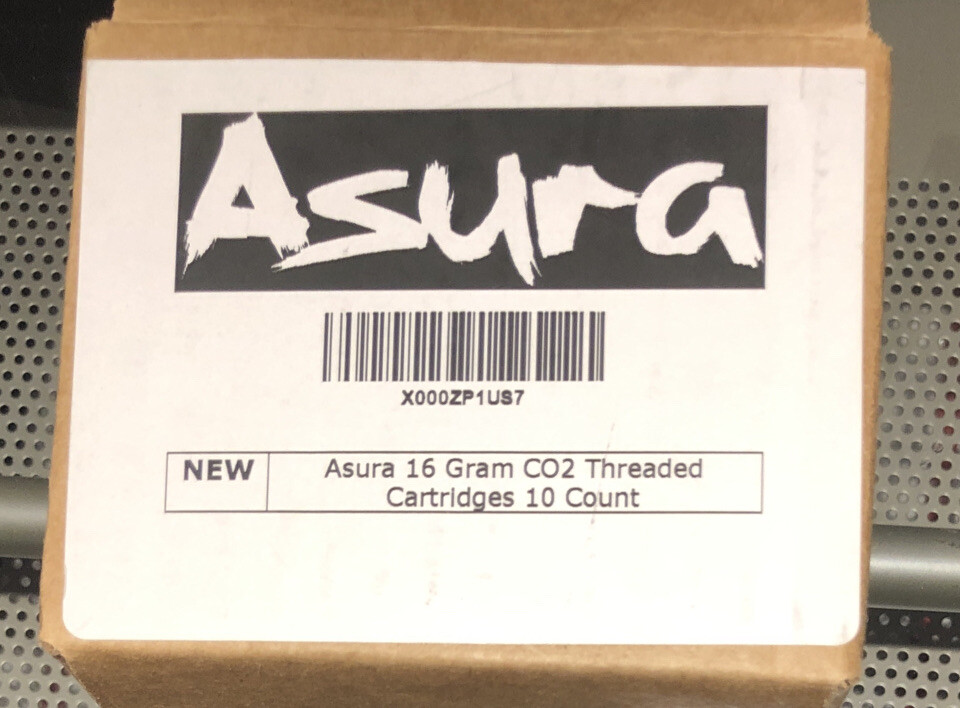 Asura
X000ZP1US7
NEW
Asura 16 Gram CO2 Threaded
Cartridges 10 Count